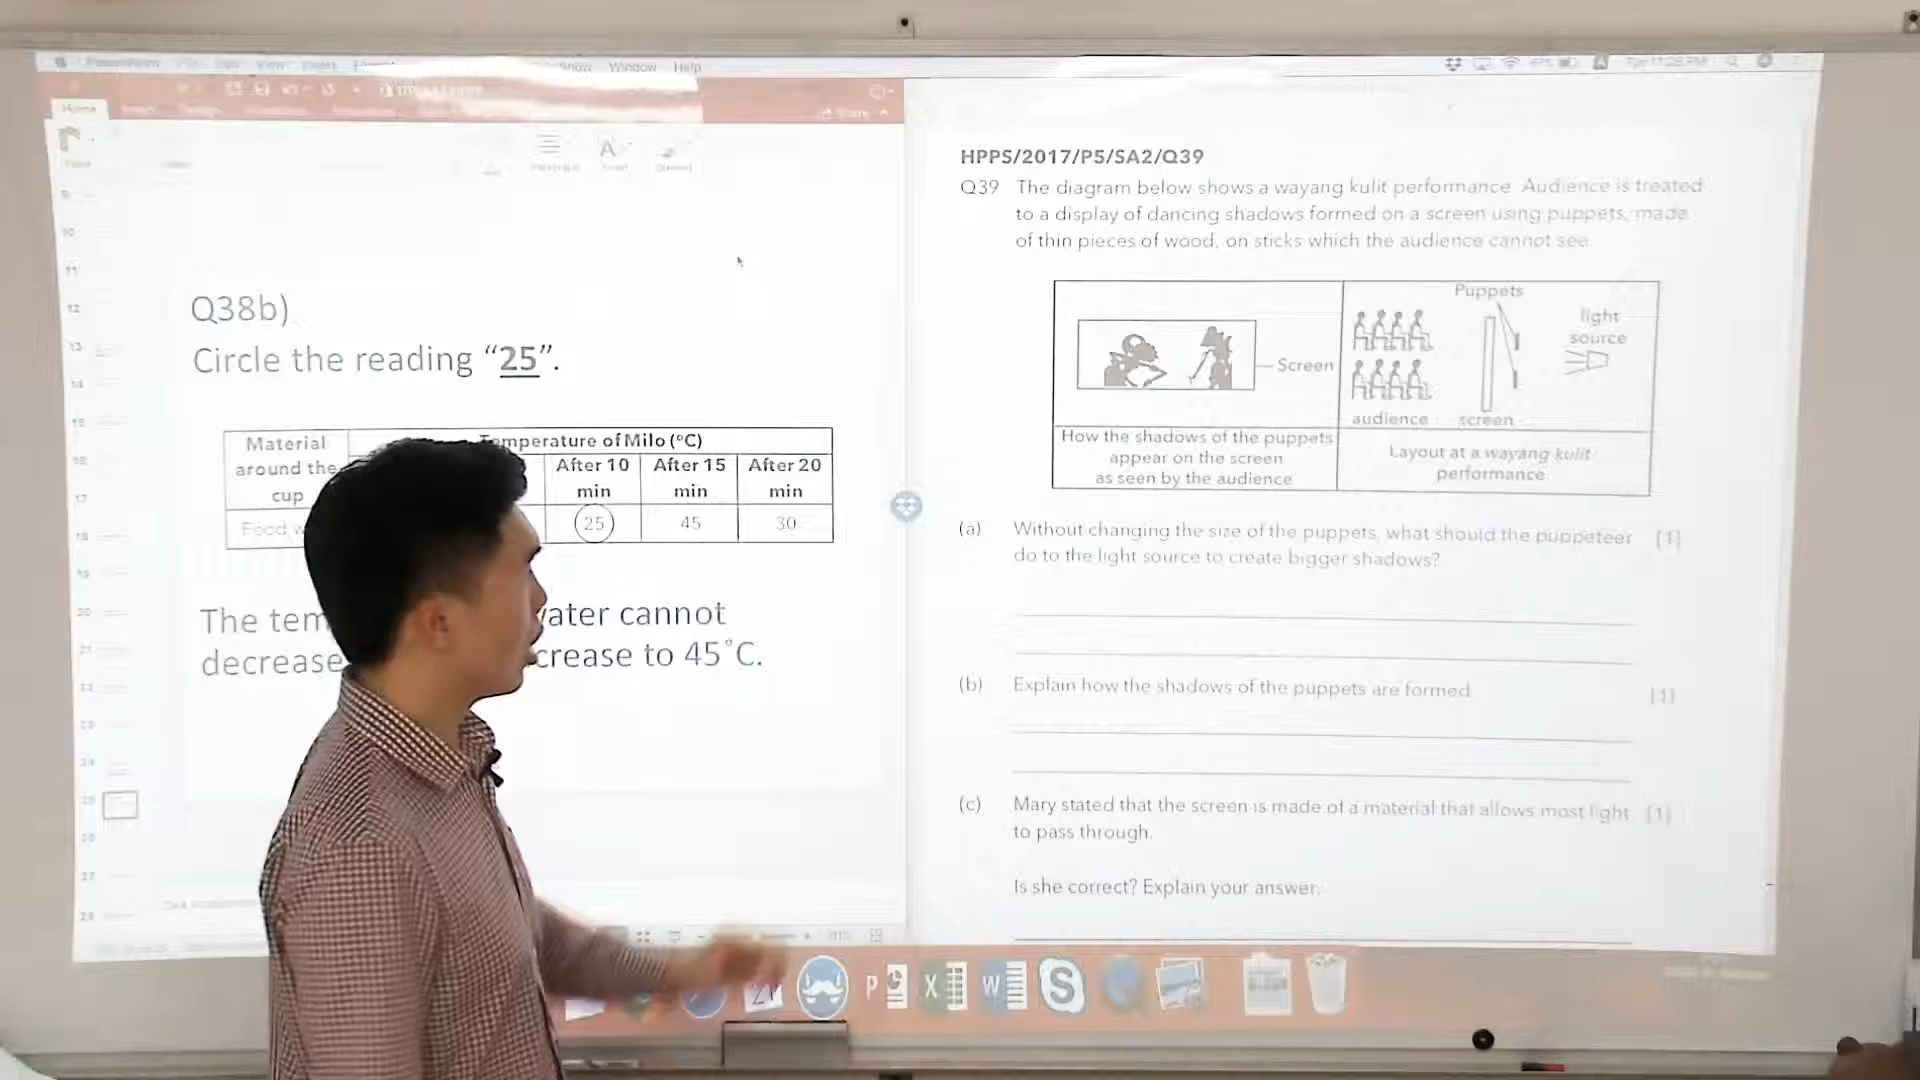 Window Help
Home
Share
Q38b)
Circle the reading “25”.
Material around the cup
Temperature of Milo (°C)
After 10 min
After 15 min
After 20 min
Food
25
45
30
The tem
ater cannot
decrease
crease to 45°C.
HPPS/2017/P5/SA2/Q39
Q39 The diagram below shows a wayang kulit performance. Audience is treated
to a display of dancing shadows formed on a screen using puppets, made
of thin pieces of wood, on sticks which the audience cannot see.
Puppets
light
source
Screen
audience
screen
How the shadows of the puppets
appear on the screen
as seen by the audience
Layout at a wayang kulit
performance.
(a) Without changing the size of the puppets, what should the puppeteer [1]
do to the light source to create bigger shadows?
(b) Explain how the shadows of the puppets are formed. [1]
(c) Mary stated that the screen is made of a material that allows most light [1]
to pass through.
Is she correct? Explain your answer.